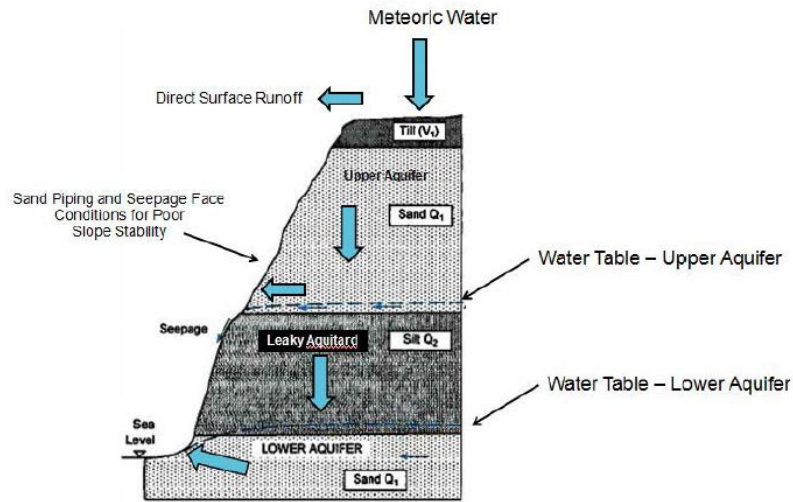 Meteoric Water
Direct Surface Runoff
Till (V₁)
Upper Aquifer
Sand Piping and Seepage Face
Conditions for Poor
Slope Stability
Sand Q₁
Water Table – Upper Aquifer
Seepage
Leaky Aquitard
Silt Q₂
Water Table – Lower Aquifer
Sea
Level
LOWER AQUIFER
Sand Q₁